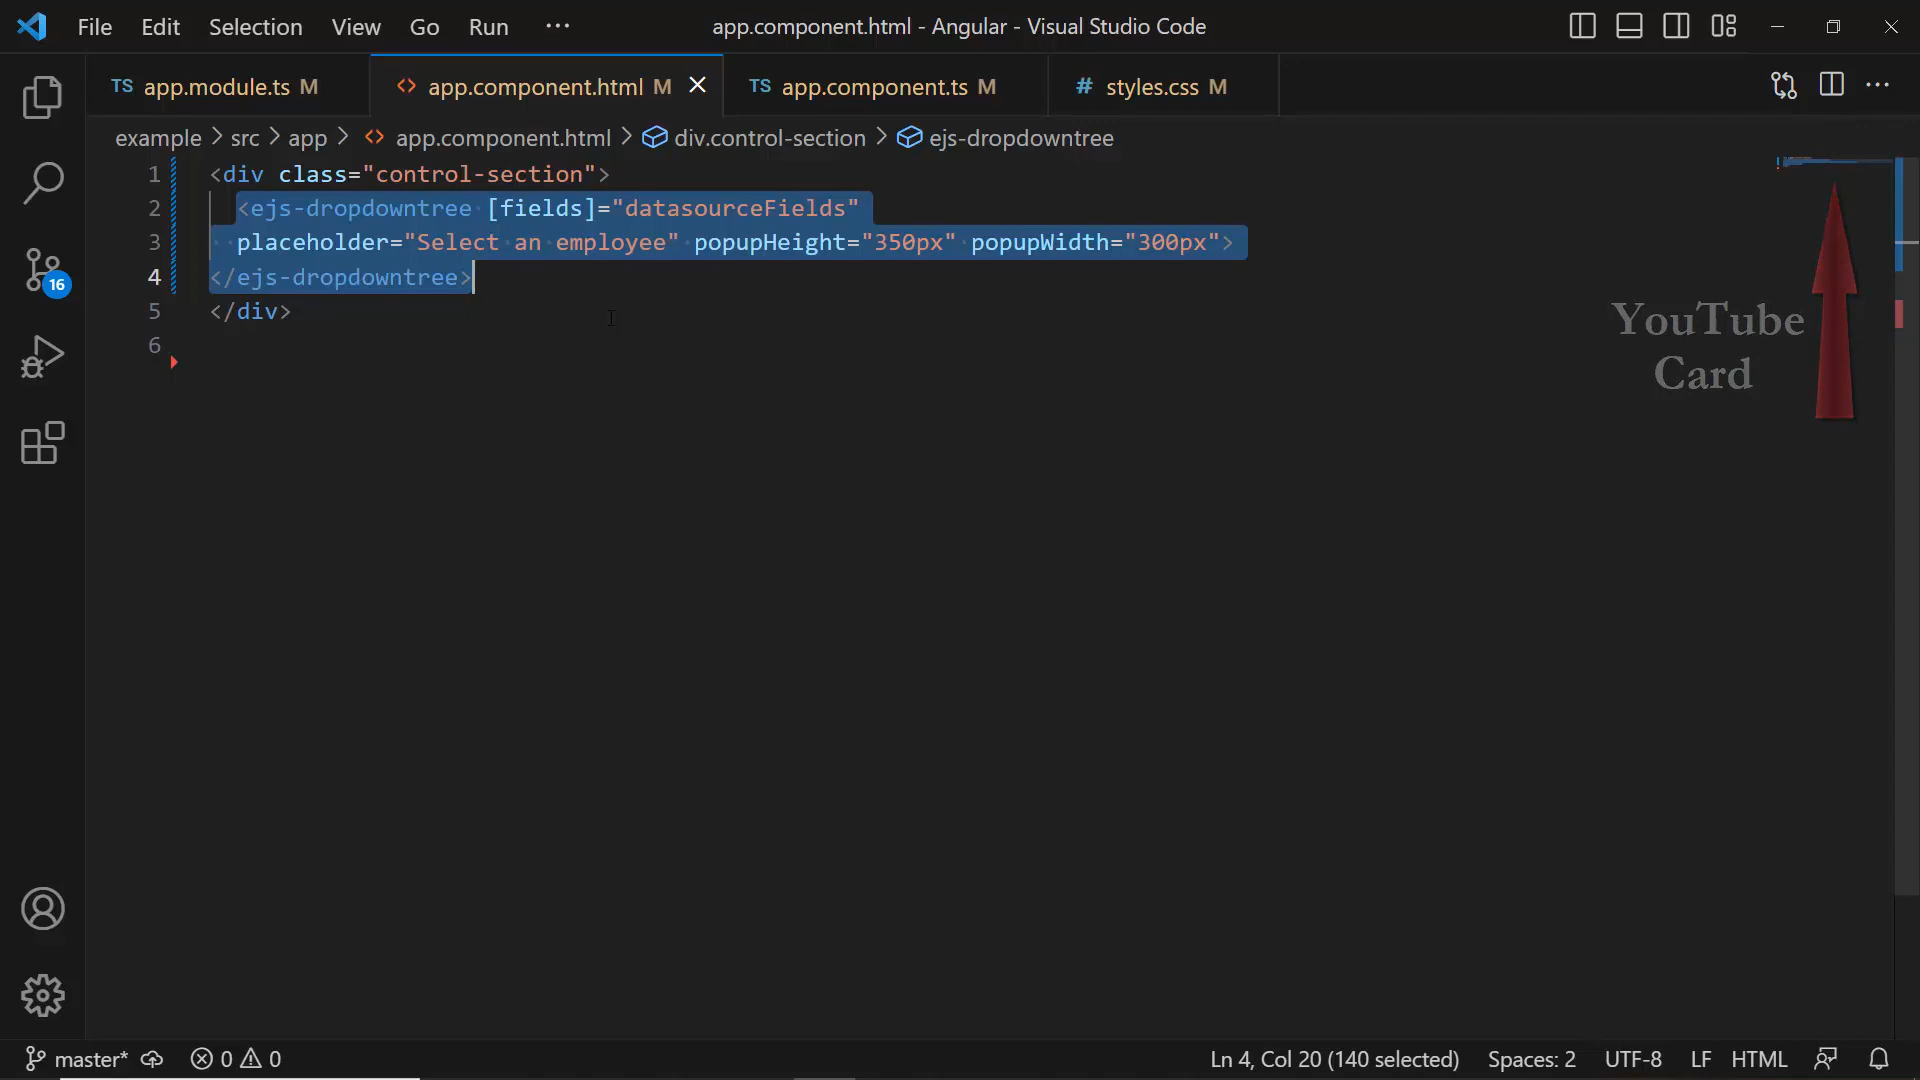 File Edit Selection View Go Run ··· app.component.html - Angular - Visual Studio Code
TS app.module.ts M <> app.component.html M TS app.component.ts M # styles.css M ···
example > src > app > <> app.component.html > div.control-section > ejs-dropdowntree
1 <div class="control-section">
2 <ejs-dropdowntree [fields]="datasourceFields"
3 placeholder="Select an employee" popupHeight="350px" popupWidth="300px">
4 </ejs-dropdowntree>
5 </div>
6
16
YouTube
Card
master* 0 0 Ln 4, Col 20 (140 selected) Spaces: 2 UTF-8 LF HTML